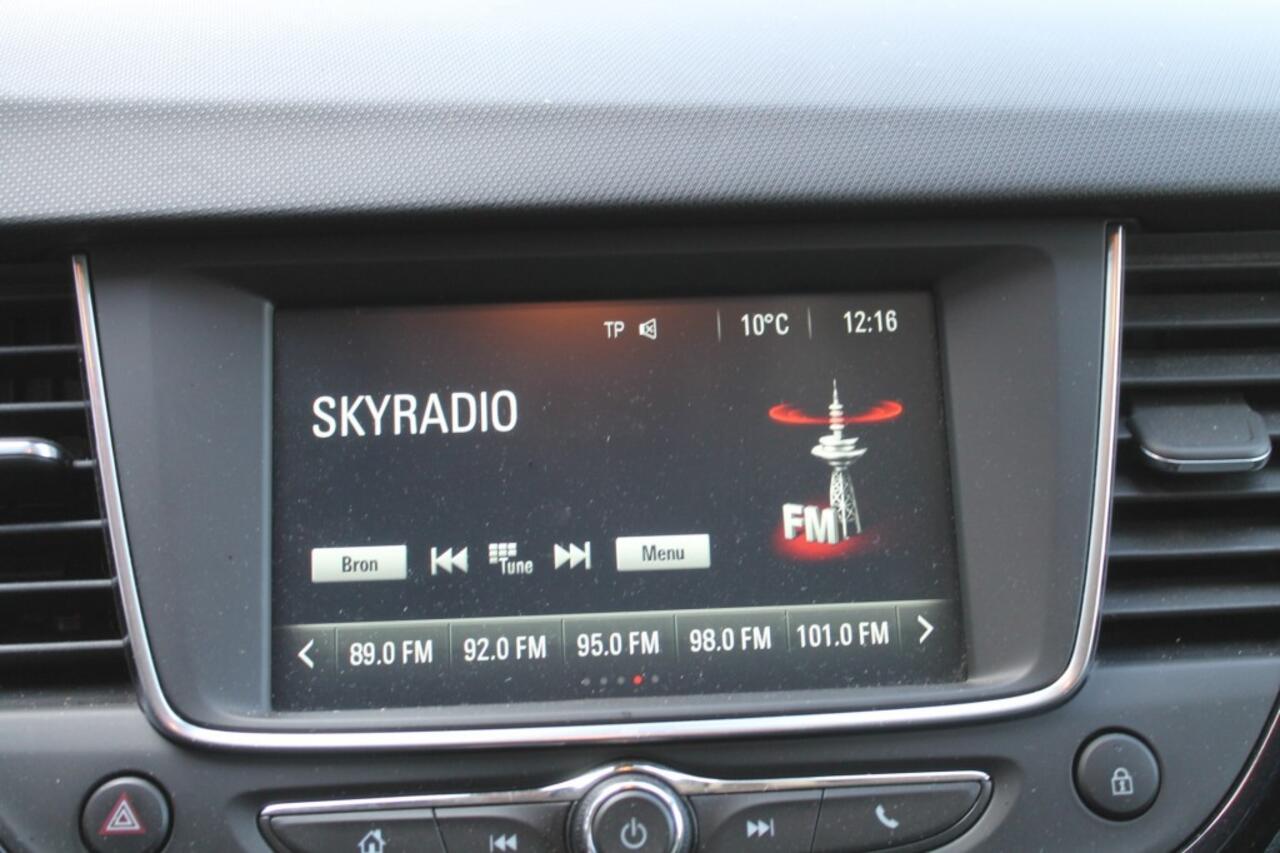 TP 10°C 12:16
SKYRADIO
FM
Bron Tune Menu
89.0 FM 92.0 FM 95.0 FM 98.0 FM 101.0 FM